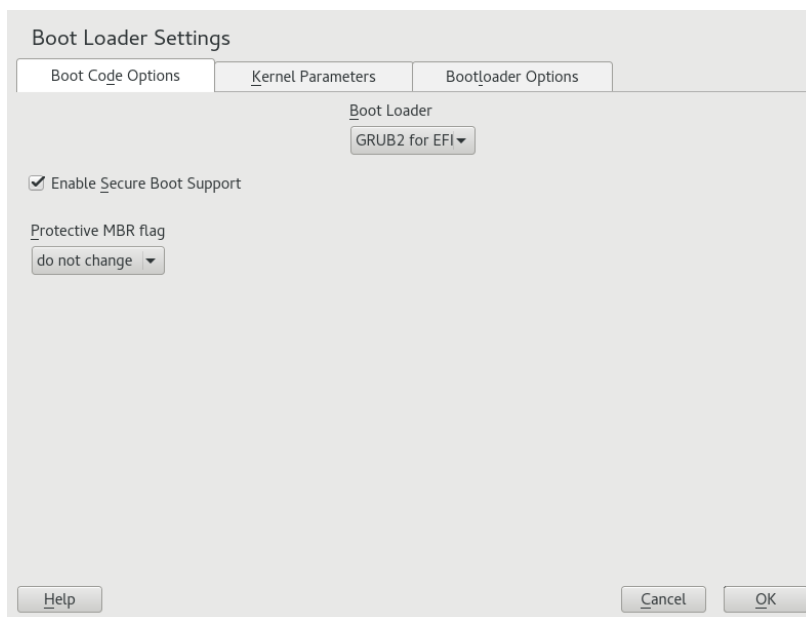 Boot Loader Settings
Boot Code Options Kernel Parameters Bootloader Options
Boot Loader
GRUB2 for EFI
Enable Secure Boot Support
Protective MBR flag
do not change
Help Cancel OK